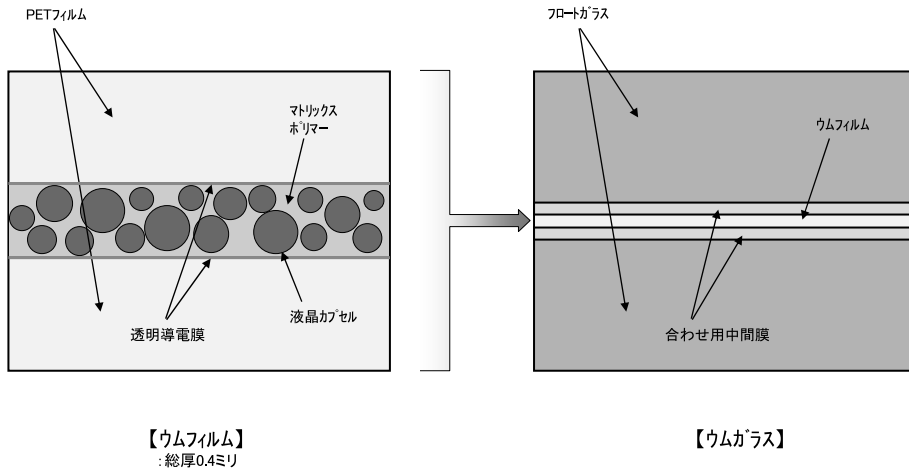 PETフィルム
マトリックス
ポリマー
液晶カプセル
透明導電膜
【ウムフィルム】
:総厚0.4ミリ
フロートガラス
ウムフィルム
合わせ用中間膜
【ウムガラス】